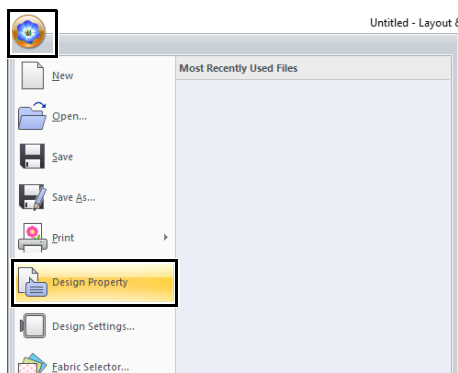 Untitled - Layout &
Most Recently Used Files
New
Open...
Save
Save As...
Print
Design Property
Design Settings...
Fabric Selector...